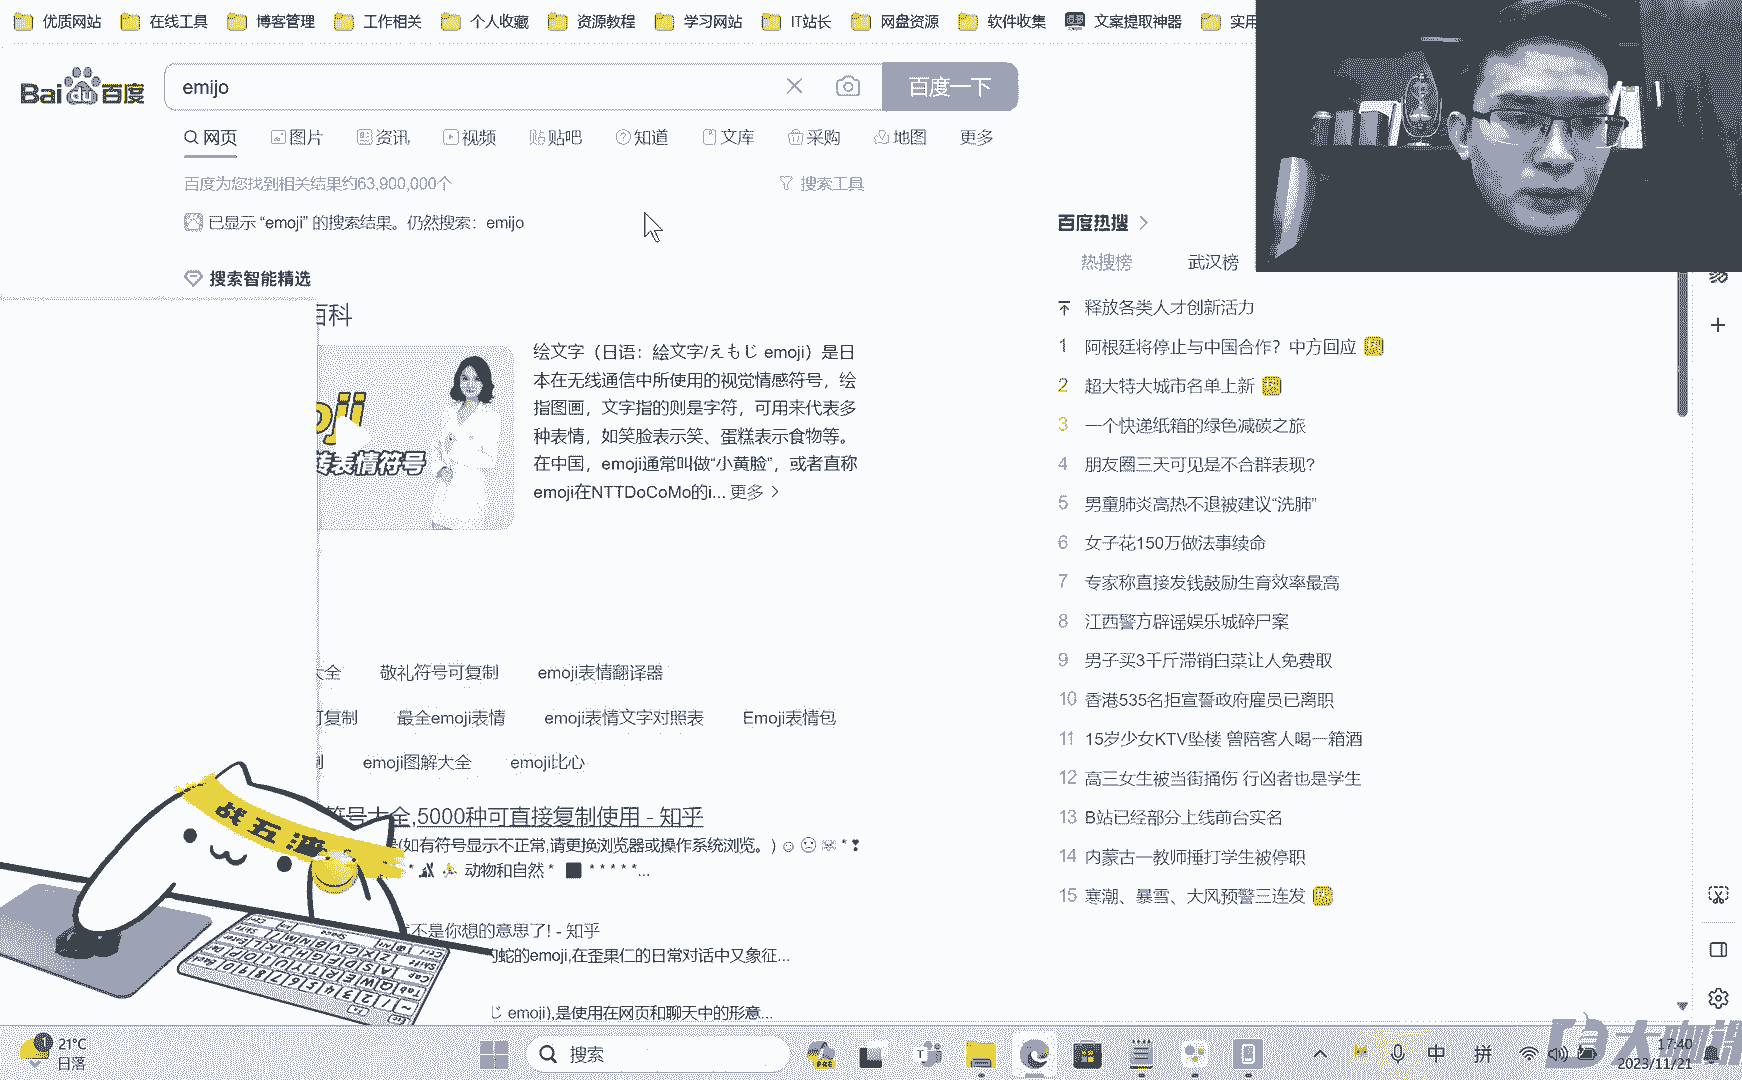 优质网站 在线工具 博客管理 工作相关 个人收藏 资源教程 学习网站 IT站长 网盘资源 软件收集 文案提取神器 实用
Bai du 百度
emijo
百度一下
网页 图片 资讯 视频 贴吧 知道 文库 采购 地图 更多
百度为您找到相关结果约63,900,000个
搜索工具
已显示 “emoji” 的搜索结果。仍然搜索：emijo
搜索智能精选
百科
绘文字（日语：絵文字/えもじ emoji）是日
本在无线通信中所使用的视觉情感符号，绘
指图画，文字指的则是字符，可用来代表多
种表情，如笑脸表示笑、蛋糕表示食物等。
在中国，emoji通常叫做“小黄脸”，或者直称
emoji在NTTDoCoMo的i... 更多
oji
表情符号
大全 敬礼符号可复制 emoji表情翻译器
可复制 最全emoji表情 emoji表情文字对照表 Emoji表情包
emoji图解大全 emoji比心
符号大全,5000种可直接复制使用 - 知乎
(如有符号显示不正常,请更换浏览器或操作系统浏览。) ☺ * ❣
* 动物和自然 * * * * * *...
不是你想的意思了! - 知乎
的蛇的emoji,在歪果仁的日常对话中又象征...
じ emoji),是使用在网页和聊天中的形意...
百度热搜
热搜榜 武汉榜
释放各类人才创新活力
1 阿根廷将停止与中国合作？中方回应 热
2 超大特大城市名单上新 热
3 一个快递纸箱的绿色减碳之旅
4 朋友圈三天可见是不合群表现？
5 男童肺炎高热不退被建议“洗肺”
6 女子花150万做法事续命
7 专家称直接发钱鼓励生育效率最高
8 江西警方辟谣娱乐城碎尸案
9 男子买3千斤滞销白菜让人免费取
10 香港535名拒宣誓政府雇员已离职
11 15岁少女KTV坠楼 曾陪客人喝一箱酒
12 高三女生被当街捅伤 行凶者也是学生
13 B站已经部分上线前台实名
14 内蒙古一教师捶打学生被停职
15 寒潮、暴雪、大风预警三连发
战五渣
21°C
日落
搜索
中 拼
17:40
2023/11/21
大咖课